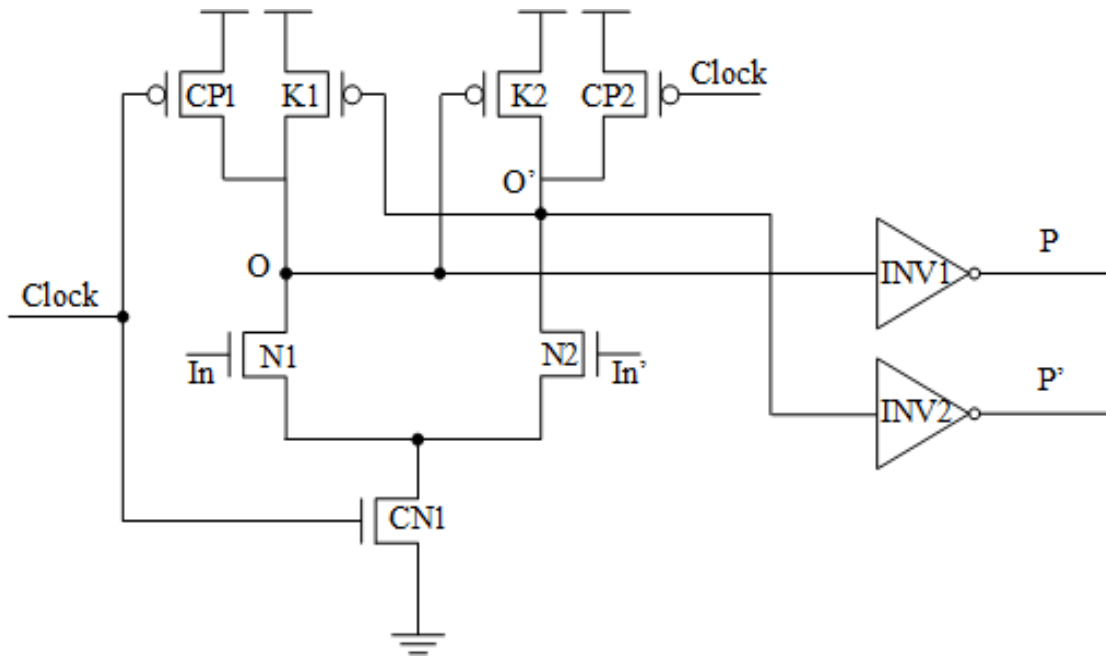 CP1
K1
K2
CP2
Clock
O'
O
P
INV1
Clock
In
N1
N2
In'
P'
INV2
CN1